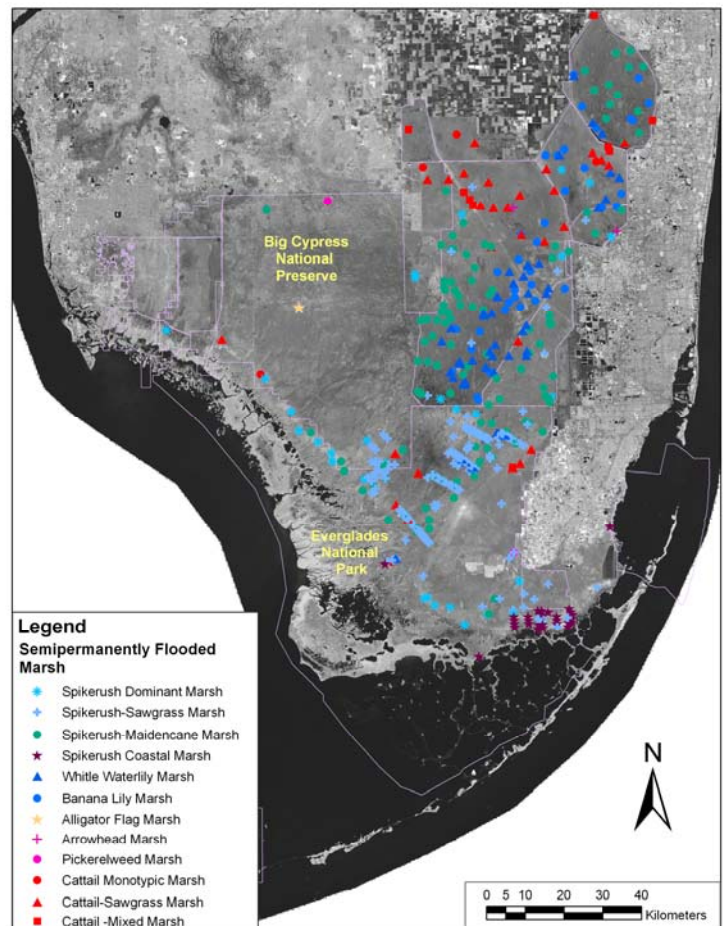 Big Cypress
National
Preserve
Everglades
National
Park
Legend
Semipermanently Flooded
Marsh
Spikerush Dominant Marsh
Spikerush-Sawgrass Marsh
Spikerush-Maidencane Marsh
Spikerush Coastal Marsh
Whitle Waterlily Marsh
Banana Lily Marsh
Alligator Flag Marsh
Arrowhead Marsh
Pickerelweed Marsh
Cattail Monotypic Marsh
Cattail-Sawgrass Marsh
Cattail -Mixed Marsh
N
0 5 10 20 30 40
Kilometers